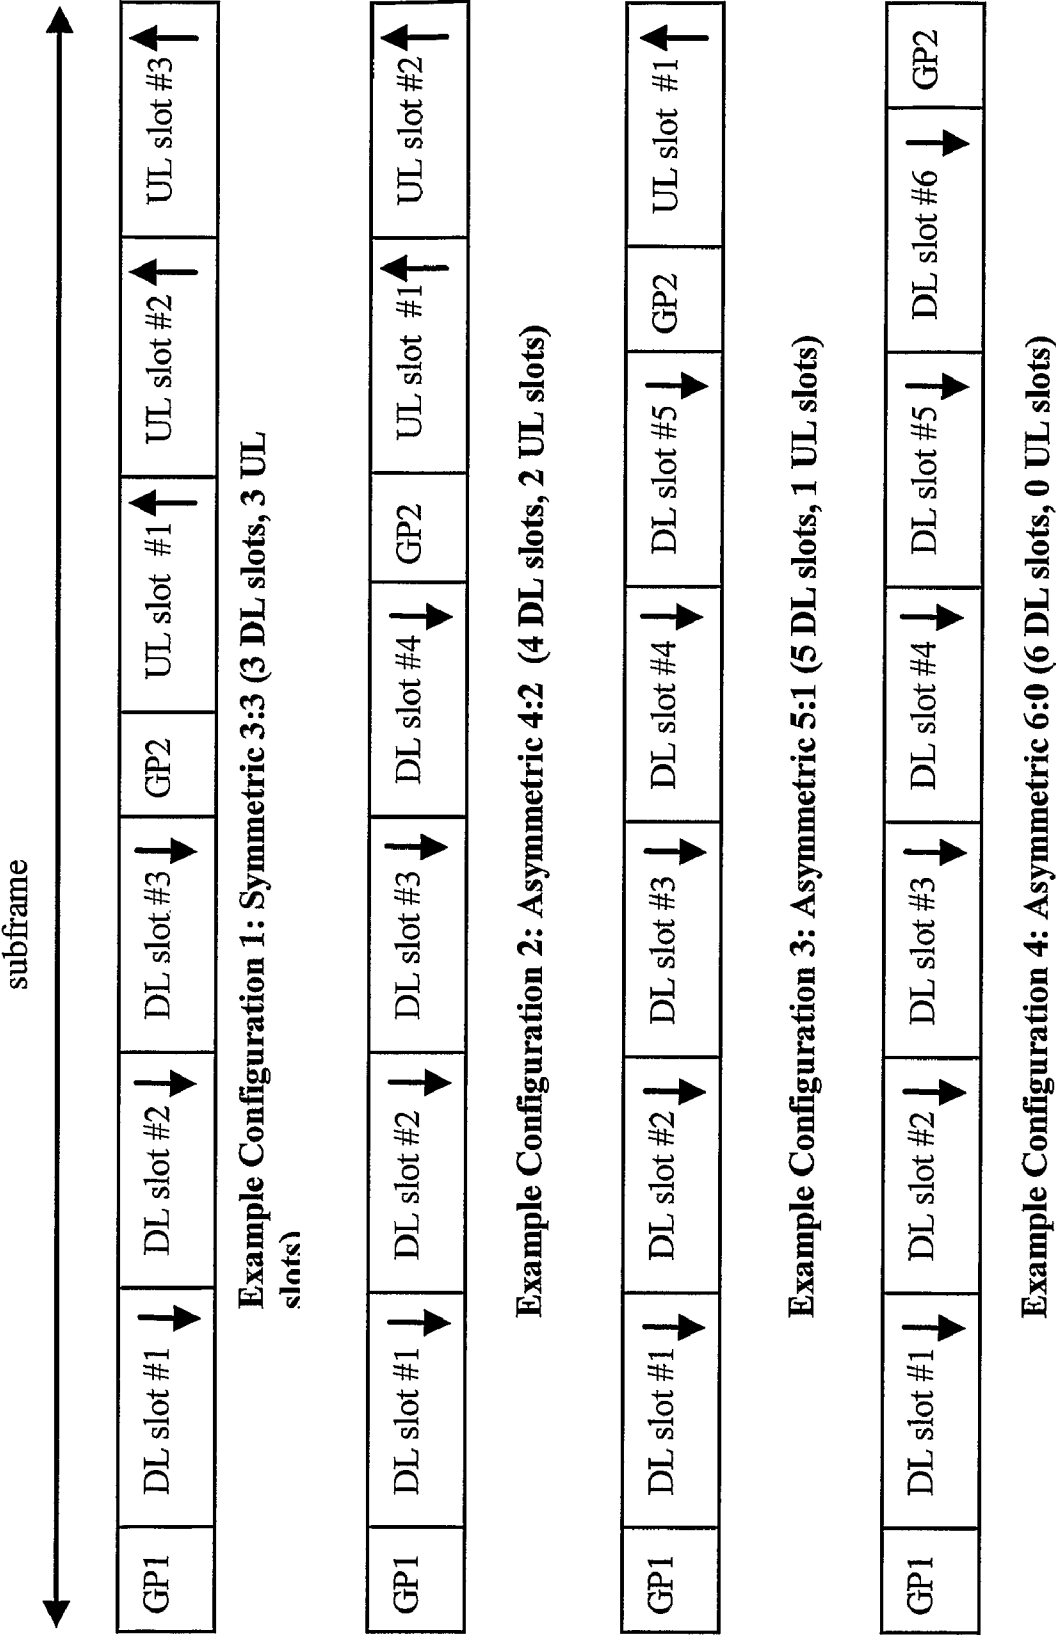 subframe
GP1 DL slot #1 DL slot #2 DL slot #3 GP2 UL slot #1 UL slot #2 UL slot #3
Example Configuration 1: Symmetric 3:3 (3 DL slots, 3 UL
slots)
GP1 DL slot #1 DL slot #2 DL slot #3 DL slot #4 GP2 UL slot #1 UL slot #2
Example Configuration 2: Asymmetric 4:2 (4 DL slots, 2 UL slots)
GP1 DL slot #1 DL slot #2 DL slot #3 DL slot #4 DL slot #5 GP2 UL slot #1
Example Configuration 3: Asymmetric 5:1 (5 DL slots, 1 UL slots)
GP1 DL slot #1 DL slot #2 DL slot #3 DL slot #4 DL slot #5 DL slot #6 GP2
Example Configuration 4: Asymmetric 6:0 (6 DL slots, 0 UL slots)